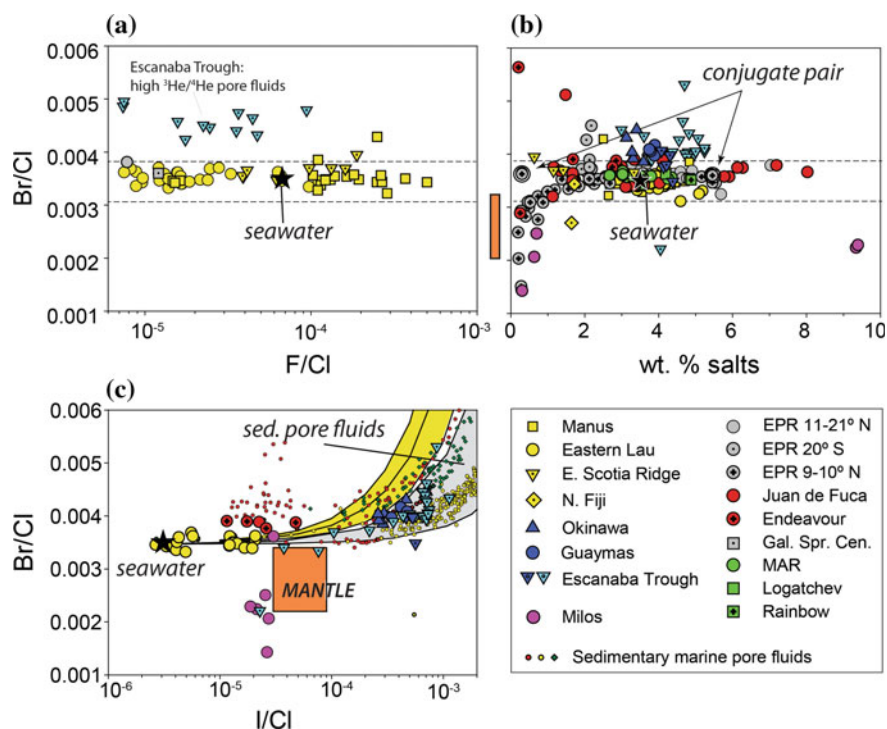 (a)
0.006
0.005
0.004
0.003
0.002
0.001
Br/Cl
Escanaba Trough:
high ³He/⁴He pore fluids
seawater
10⁻⁵
10⁻⁴
10⁻³
F/Cl
(b)
conjugate pair
seawater
0
2
4
6
8
10
wt. % salts
(c)
0.006
0.005
0.004
0.003
0.002
0.001
Br/Cl
sed. pore fluids
seawater
MANTLE
10⁻⁶
10⁻⁵
10⁻⁴
10⁻³
I/Cl
Manus
Eastern Lau
E. Scotia Ridge
N. Fiji
Okinawa
Guaymas
Escanaba Trough
Milos
EPR 11-21º N
EPR 20º S
EPR 9-10º N
Juan de Fuca
Endeavour
Gal. Spr. Cen.
MAR
Logatchev
Rainbow
Sedimentary marine pore fluids